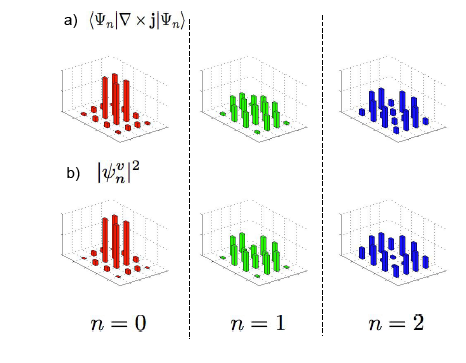 a) ⟨Ψₙ|∇ × j|Ψₙ⟩
b) |ψₙᵛ|²
n = 0 n = 1 n = 2